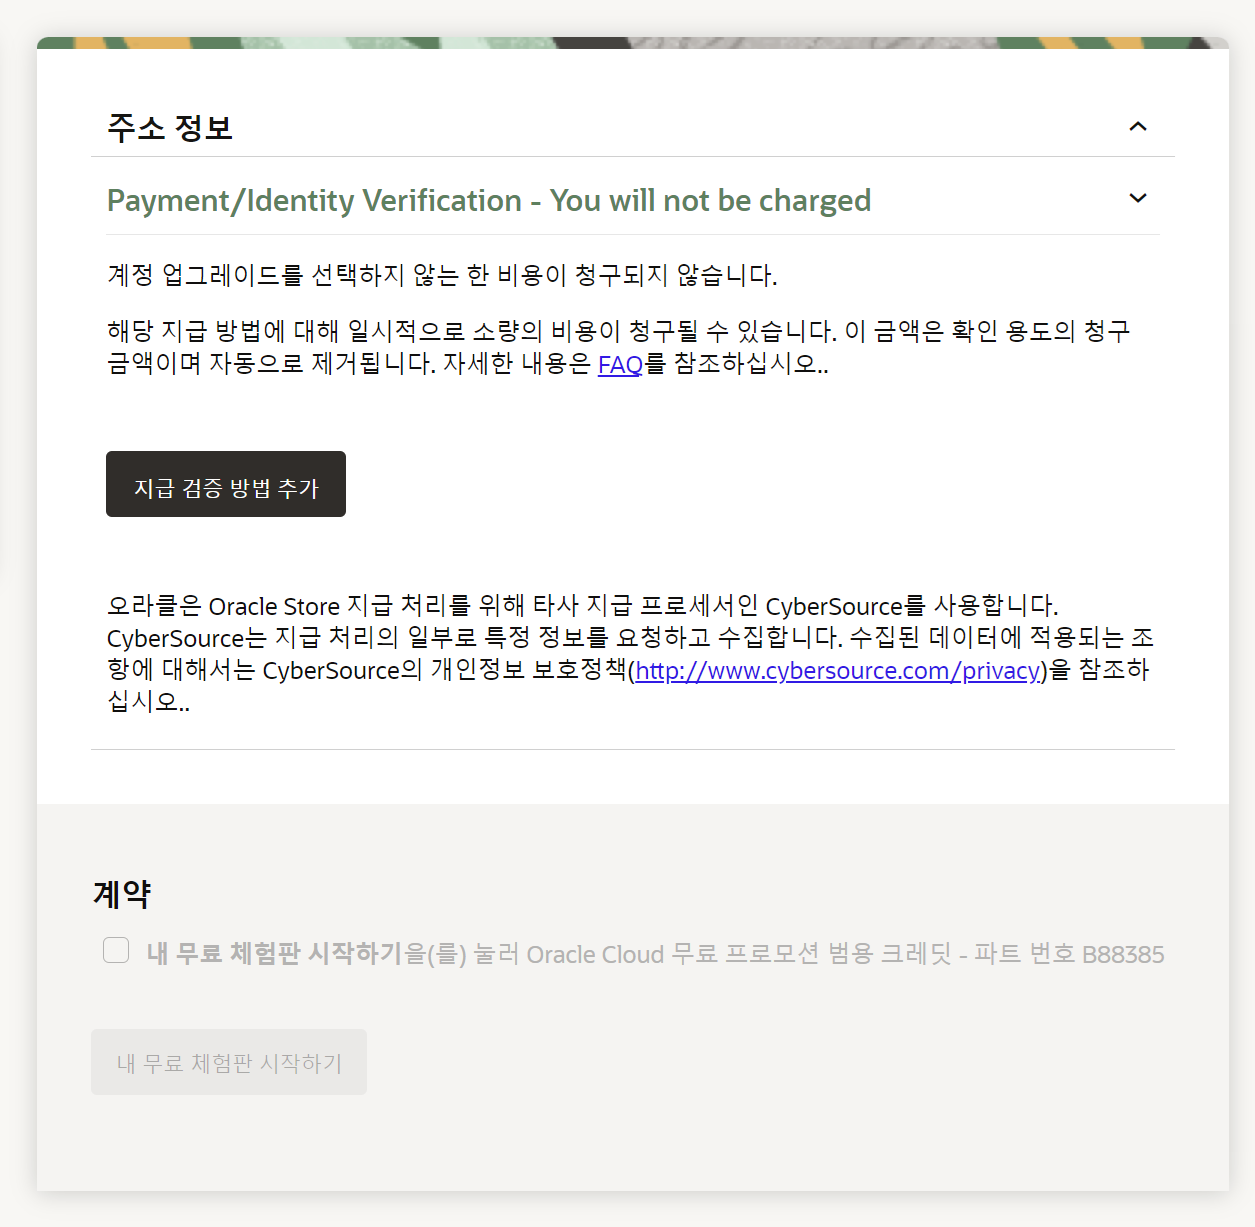 주소 정보
Payment/Identity Verification - You will not be charged
계정 업그레이드를 선택하지 않는 한 비용이 청구되지 않습니다.
해당 지급 방법에 대해 일시적으로 소량의 비용이 청구될 수 있습니다. 이 금액은 확인 용도의 청구
금액이며 자동으로 제거됩니다. 자세한 내용은 FAQ를 참조하십시오..
지급 검증 방법 추가
오라클은 Oracle Store 지급 처리를 위해 타사 지급 프로세서인 CyberSource를 사용합니다.
CyberSource는 지급 처리의 일부로 특정 정보를 요청하고 수집합니다. 수집된 데이터에 적용되는 조
항에 대해서는 CyberSource의 개인정보 보호정책(http://www.cybersource.com/privacy)을 참조하
십시오..
계약
내 무료 체험판 시작하기을(를) 눌러 Oracle Cloud 무료 프로모션 범용 크레딧 - 파트 번호 B88385
내 무료 체험판 시작하기